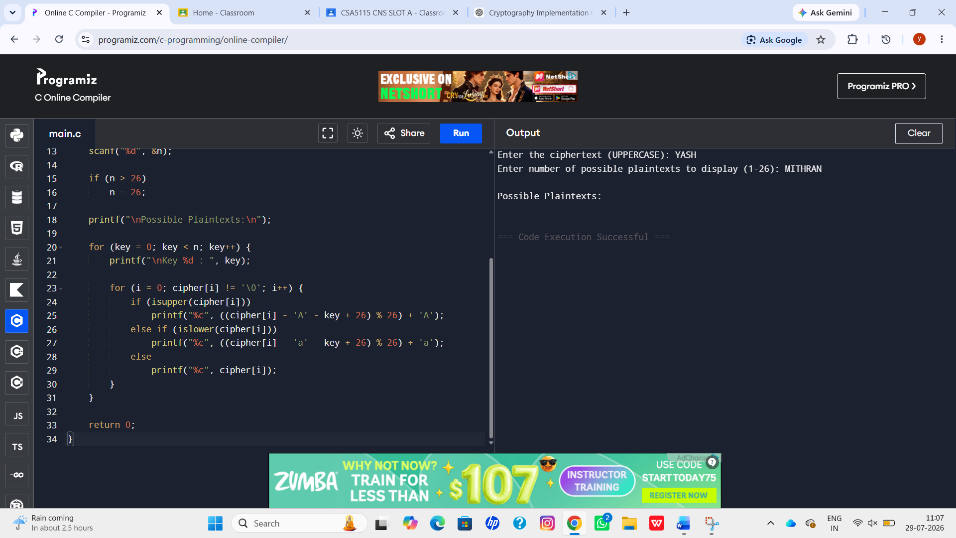 Online C Compiler - Programiz
Home - Classroom
CSA5115 CNS SLOT A - Classroo
Cryptography Implementation
Ask Gemini
programiz.com/c-programming/online-compiler/
Ask Google
y
Programiz
C Online Compiler
EXCLUSIVE ON
NETSHORT
NetShort
Programiz PRO >
main.c
Share
Run
Output
Clear
13 scanf("%d", &n);
14
15 if (n > 26)
16 n = 26;
17
18 printf("\nPossible Plaintexts:\n");
19
20 for (key = 0; key < n; key++) {
21 printf("\nKey %d : ", key);
22
23 for (i = 0; cipher[i] != '\0'; i++) {
24 if (isupper(cipher[i]))
25 printf("%c", ((cipher[i] - 'A' - key + 26) % 26) + 'A');
26 else if (islower(cipher[i]))
27 printf("%c", ((cipher[i] - 'a' - key + 26) % 26) + 'a');
28 else
29 printf("%c", cipher[i]);
30 }
31 }
32
33 return 0;
34 }
Enter the ciphertext (UPPERCASE): YASH
Enter number of possible plaintexts to display (1-26): MITHRAN
Possible Plaintexts:
=== Code Execution Successful ===
JS
TS
ZUMBA
WHY NOT NOW?
TRAIN FOR
LESS THAN
$107
INSTRUCTOR
TRAINING
USE CODE
STARTTODAY75
REGISTER NOW
Rain coming
In about 2.5 hours
Search
2
ENG
IN
11:07
29-07-2026